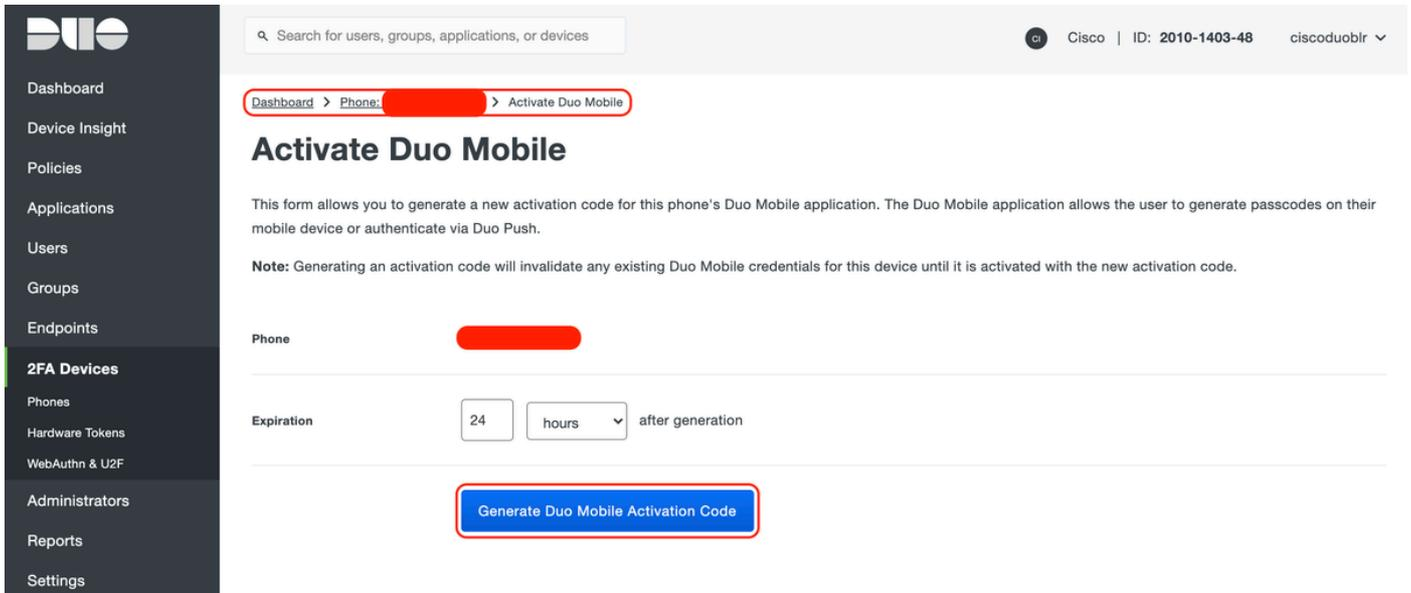 DUO
Search for users, groups, applications, or devices
CI Cisco | ID: 2010-1403-48 ciscoduoblr
Dashboard
Device Insight
Policies
Applications
Users
Groups
Endpoints
2FA Devices
Phones
Hardware Tokens
WebAuthn & U2F
Administrators
Reports
Settings
Dashboard > Phone: > Activate Duo Mobile
Activate Duo Mobile
This form allows you to generate a new activation code for this phone's Duo Mobile application. The Duo Mobile application allows the user to generate passcodes on their
mobile device or authenticate via Duo Push.
Note: Generating an activation code will invalidate any existing Duo Mobile credentials for this device until it is activated with the new activation code.
Phone
Expiration 24 hours after generation
Generate Duo Mobile Activation Code